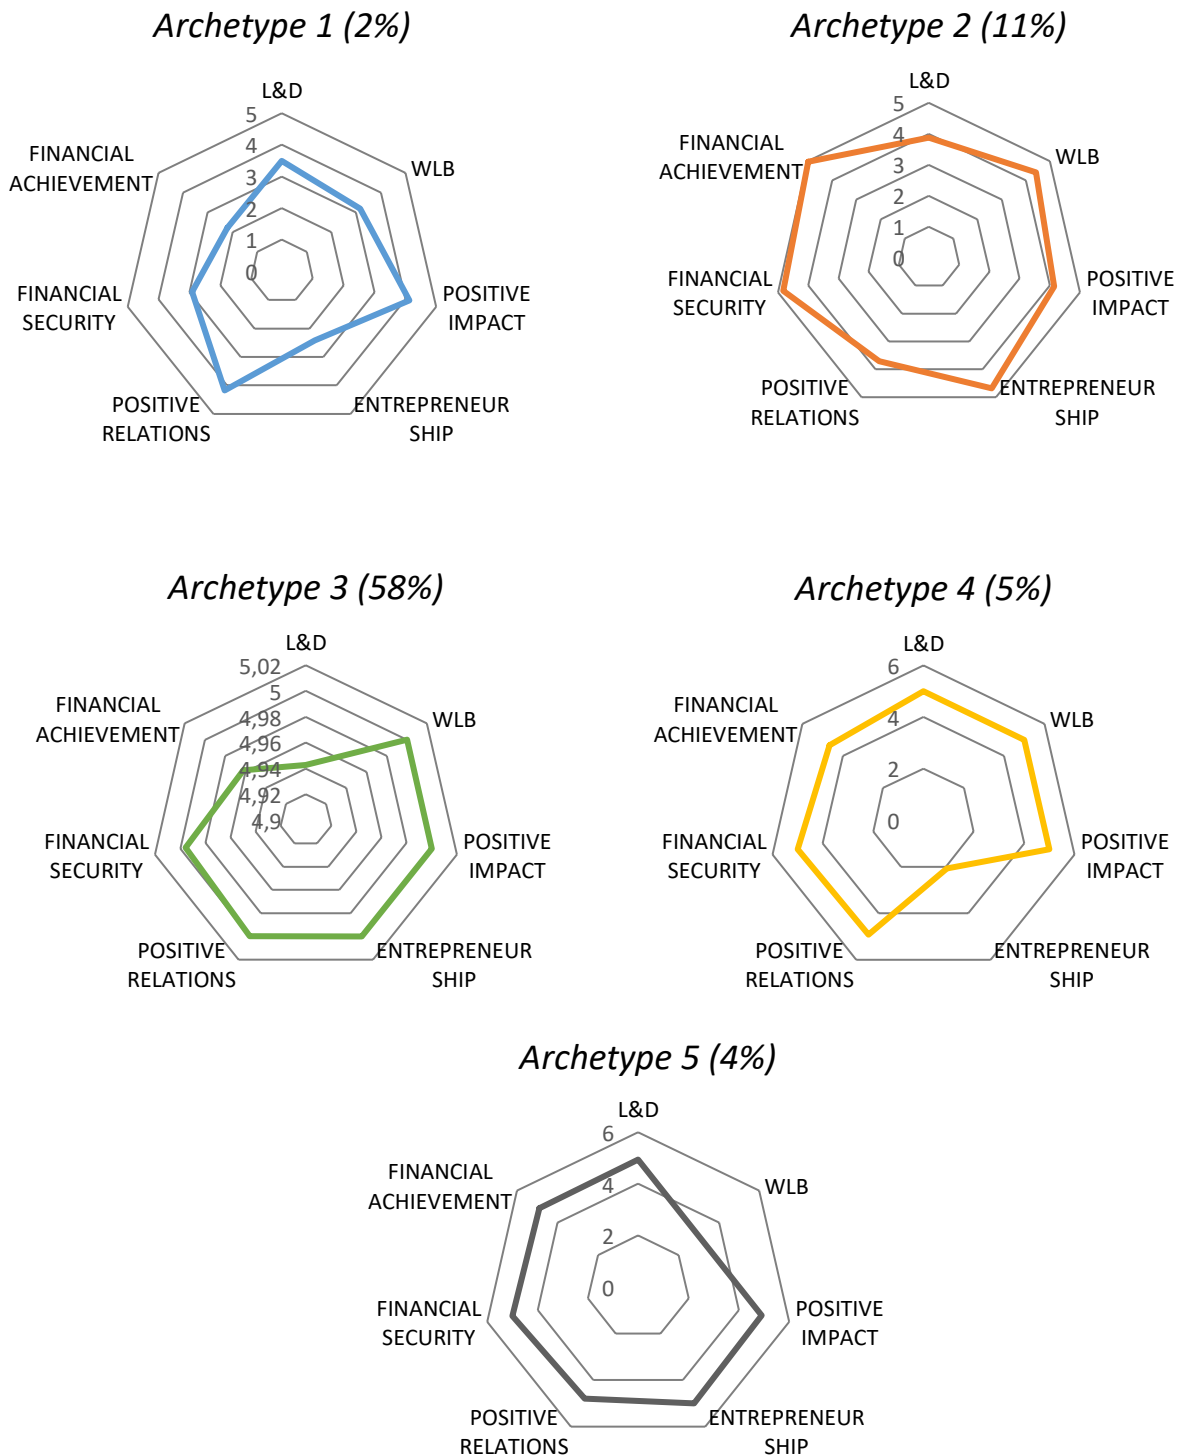 Archetype 1 (2%)
L&D
5
4
3
2
1
0
WLB
POSITIVE
IMPACT
ENTREPRENEUR
SHIP
POSITIVE
RELATIONS
FINANCIAL
SECURITY
FINANCIAL
ACHIEVEMENT
Archetype 2 (11%)
L&D
5
4
3
2
1
0
WLB
POSITIVE
IMPACT
ENTREPRENEUR
SHIP
POSITIVE
RELATIONS
FINANCIAL
SECURITY
FINANCIAL
ACHIEVEMENT
Archetype 3 (58%)
L&D
5,02
5
4,98
4,96
4,94
4,92
4,9
WLB
POSITIVE
IMPACT
ENTREPRENEUR
SHIP
POSITIVE
RELATIONS
FINANCIAL
SECURITY
FINANCIAL
ACHIEVEMENT
Archetype 4 (5%)
L&D
6
4
2
0
WLB
POSITIVE
IMPACT
ENTREPRENEUR
SHIP
POSITIVE
RELATIONS
FINANCIAL
SECURITY
FINANCIAL
ACHIEVEMENT
Archetype 5 (4%)
L&D
6
4
2
0
WLB
POSITIVE
IMPACT
ENTREPRENEUR
SHIP
POSITIVE
RELATIONS
FINANCIAL
SECURITY
FINANCIAL
ACHIEVEMENT